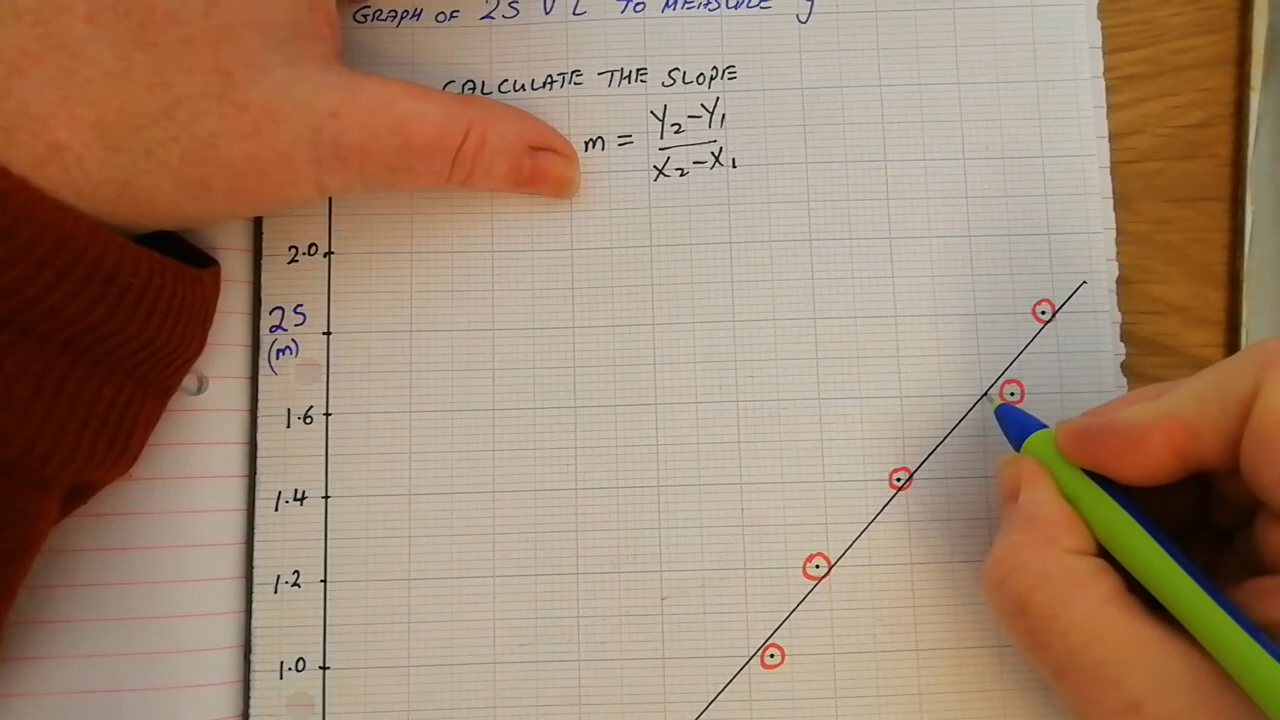 GRAPH OF 2S V L TO MEASURE g
CALCULATE THE SLOPE
m = Y₂-Y₁
X₂-X₁
2.0
2S
(m)
1.6
1.4
1.2
1.0